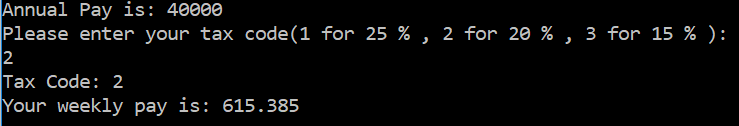 Annual Pay is: 40000
Please enter your tax code(1 for 25 % , 2 for 20 % , 3 for 15 % ):
2
Tax Code: 2
Your weekly pay is: 615.385